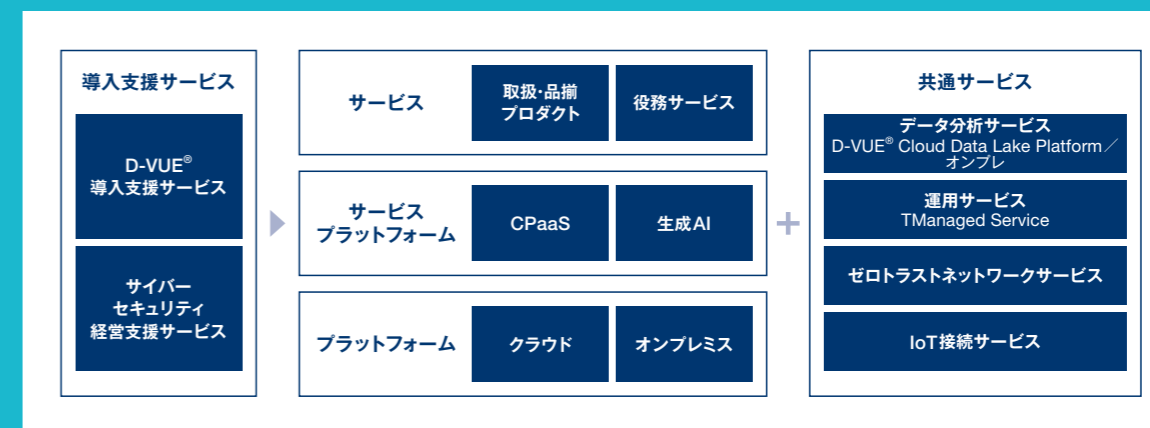 導入支援サービス
D-VUE®
導入支援サービス
サイバー
セキュリティ
経営支援サービス
サービス
取扱・品揃
プロダクト
役務サービス
サービス
プラットフォーム
CPaaS
生成AI
プラットフォーム
クラウド
オンプレミス
+
共通サービス
データ分析サービス
D-VUE® Cloud Data Lake Platform／
オンプレ
運用サービス
TManaged Service
ゼロトラストネットワークサービス
IoT接続サービス